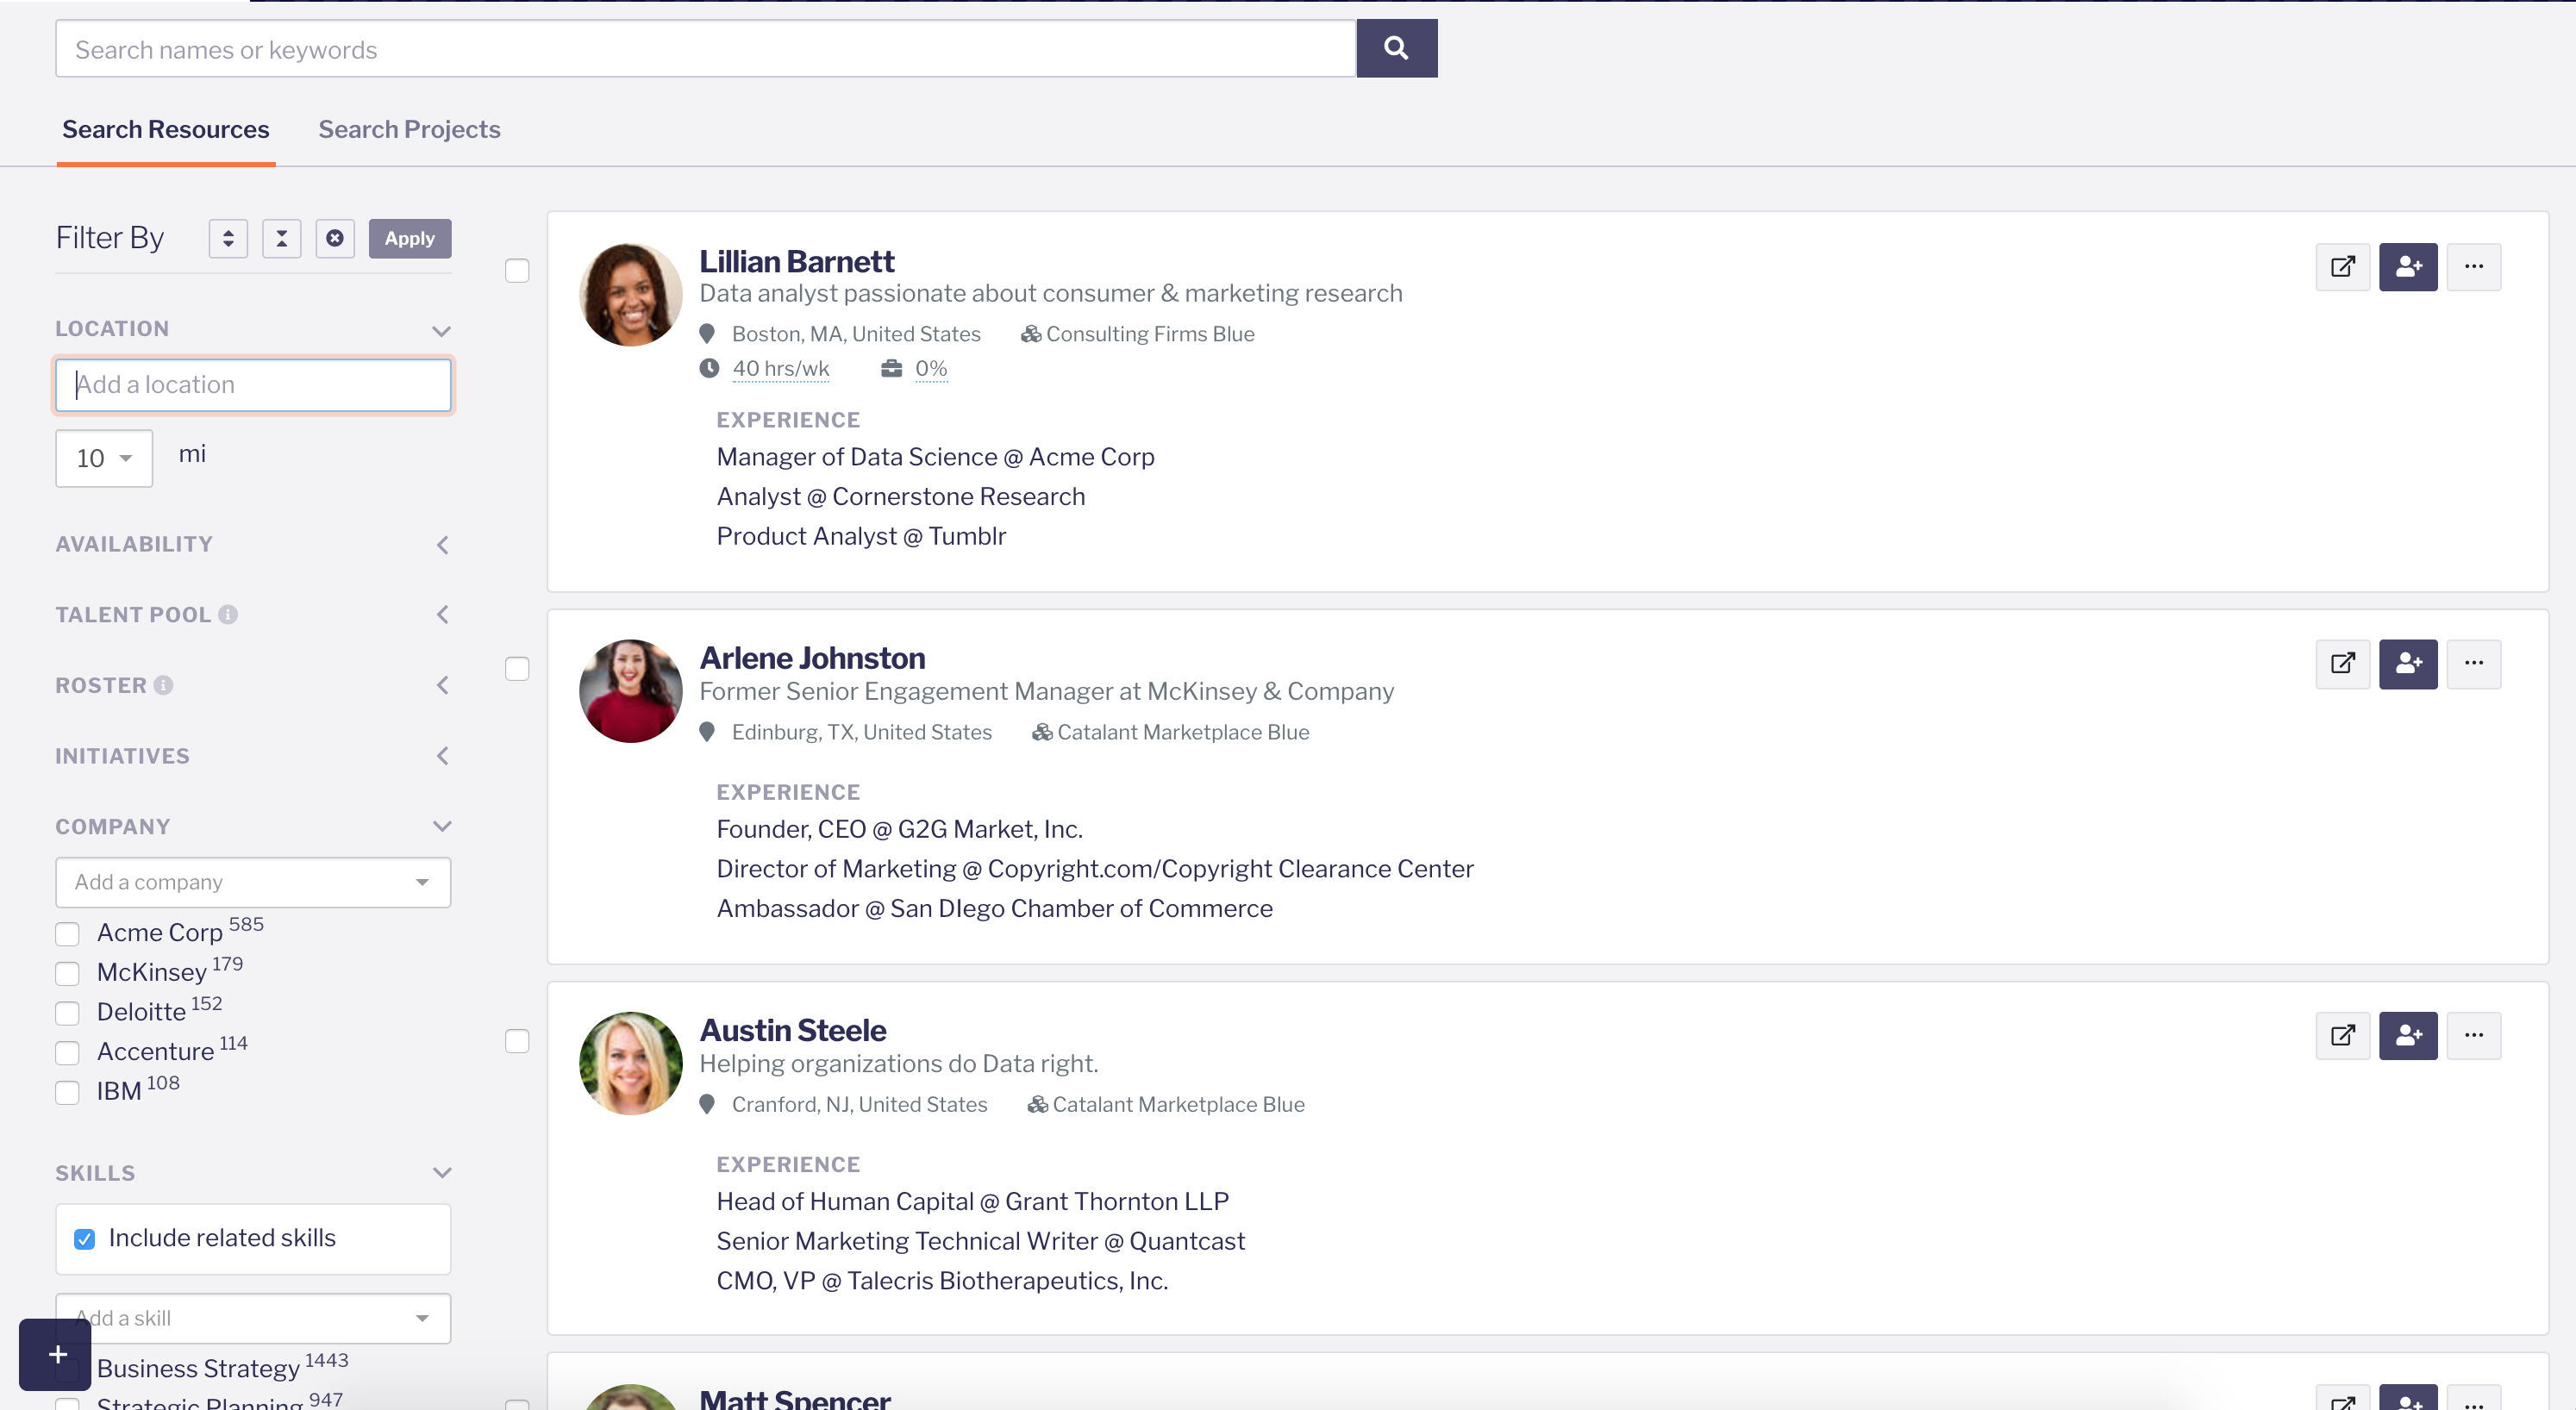 Search names or keywords
Search Resources Search Projects
Filter By Apply
LOCATION
Add a location
10 mi
AVAILABILITY
TALENT POOL
ROSTER
INITIATIVES
COMPANY
Add a company
Acme Corp 585
McKinsey 179
Deloitte 152
Accenture 114
IBM 108
SKILLS
Include related skills
Add a skill
Business Strategy 1443
Strategic Planning 947
Lillian Barnett
Data analyst passionate about consumer & marketing research
Boston, MA, United States Consulting Firms Blue
40 hrs/wk 0%
EXPERIENCE
Manager of Data Science @ Acme Corp
Analyst @ Cornerstone Research
Product Analyst @ Tumblr
Arlene Johnston
Former Senior Engagement Manager at McKinsey & Company
Edinburg, TX, United States Catalant Marketplace Blue
EXPERIENCE
Founder, CEO @ G2G Market, Inc.
Director of Marketing @ Copyright.com/Copyright Clearance Center
Ambassador @ San DIego Chamber of Commerce
Austin Steele
Helping organizations do Data right.
Cranford, NJ, United States Catalant Marketplace Blue
EXPERIENCE
Head of Human Capital @ Grant Thornton LLP
Senior Marketing Technical Writer @ Quantcast
CMO, VP @ Talecris Biotherapeutics, Inc.
Matt Spencer